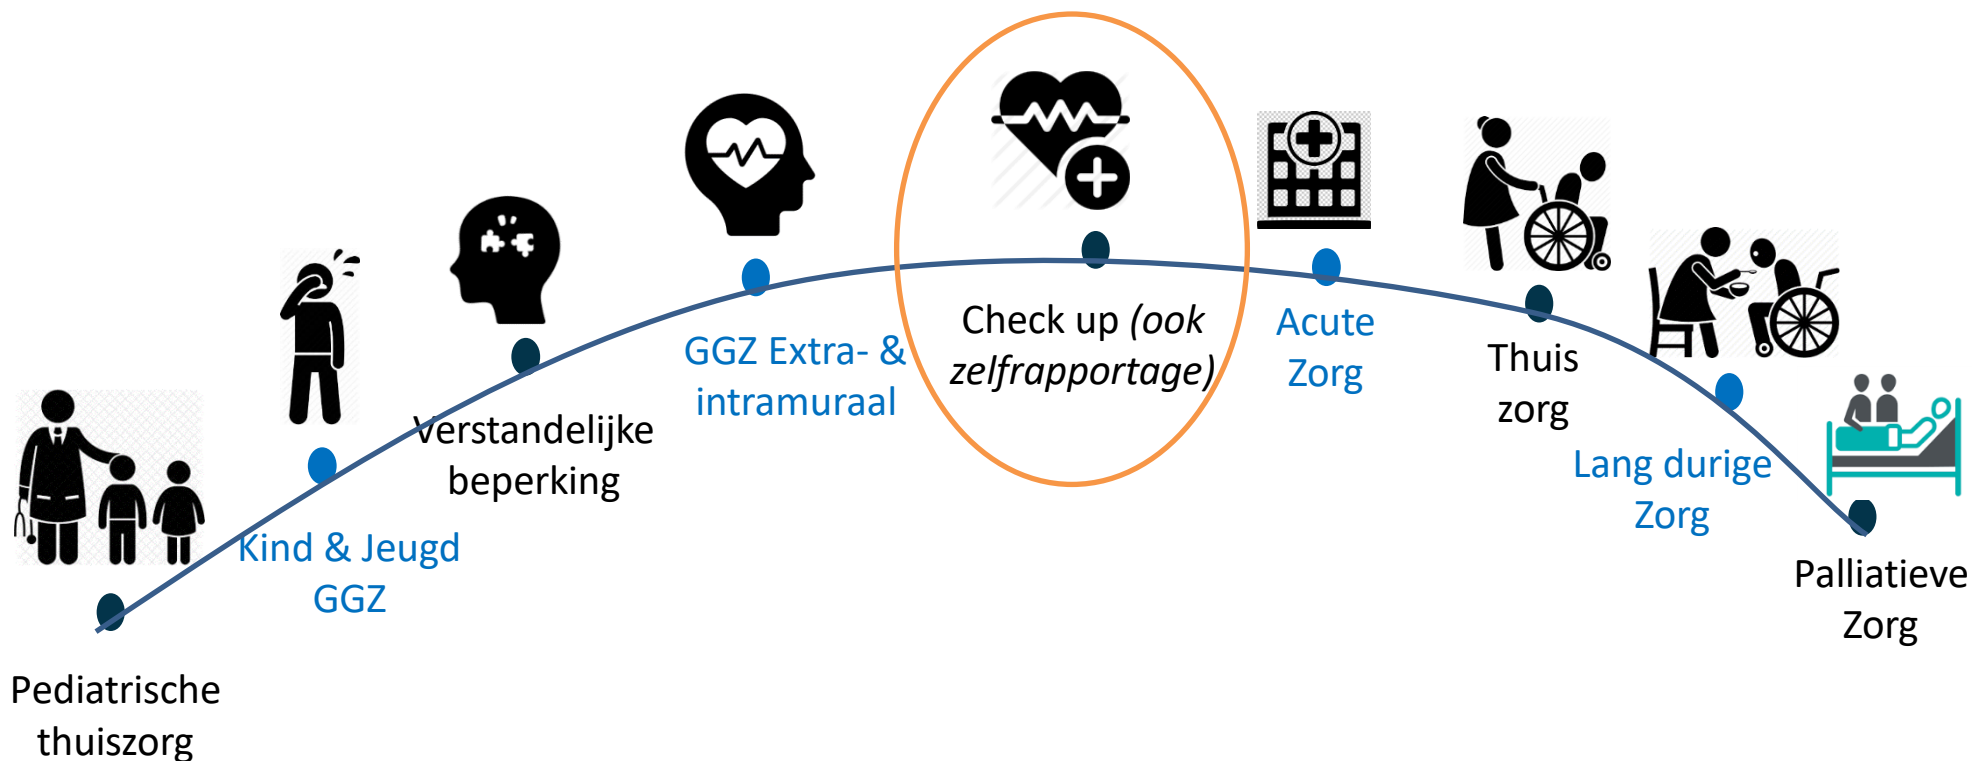 Pediatrische
thuiszorg
Kind & Jeugd
GGZ
Verstandelijke
beperking
GGZ Extra- &
intramuraal
Check up (ook
zelfrapportage)
Acute
Zorg
Thuis
zorg
Lang durige
Zorg
Palliatieve
Zorg